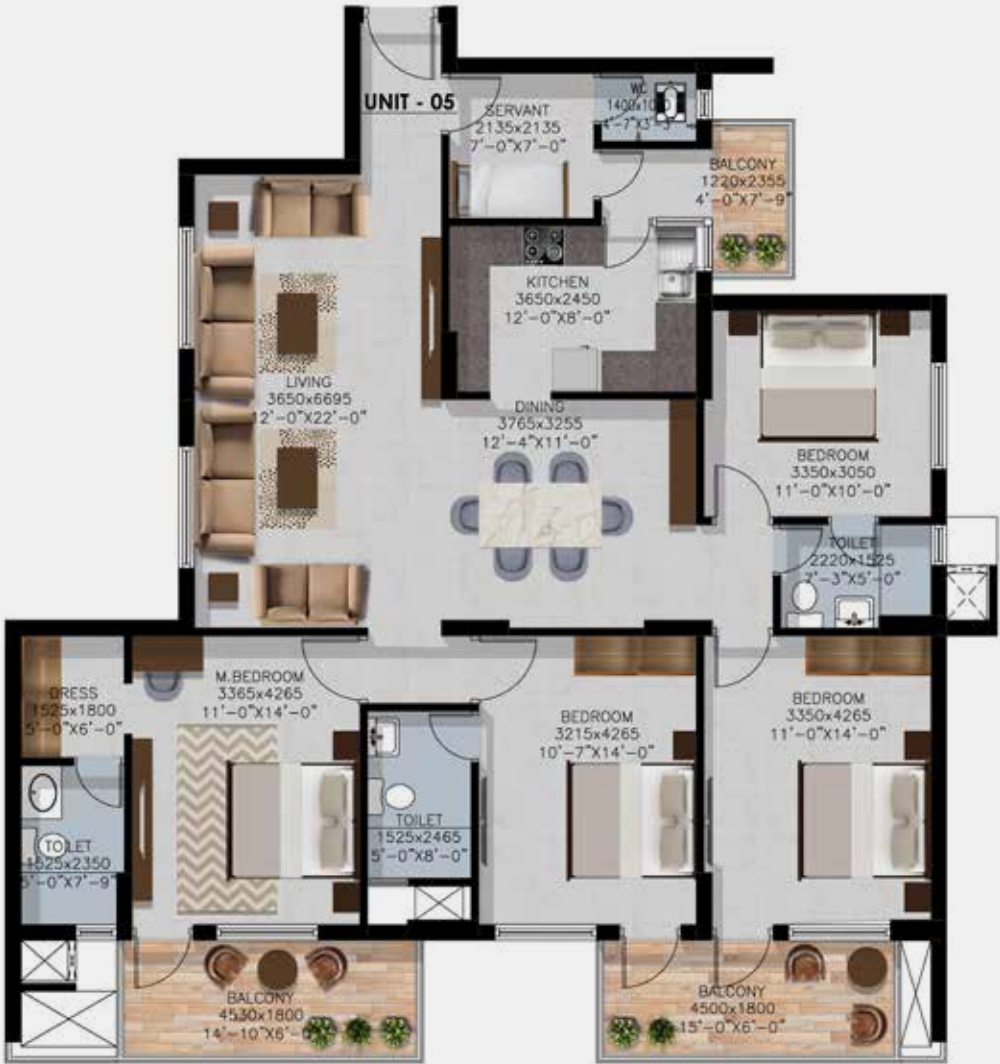 UNIT - 05
SERVANT
2135x2135
7'-0"X7'-0"
WC
4'-7"X3'-3"
BALCONY
1220x2355
4'-0"X7'-9"
KITCHEN
3650x2450
12'-0"X8'-0"
LIVING
3650x6695
12'-0"X22'-0"
DINING
3765x3255
12'-4"X11'-0"
BEDROOM
3350x3050
11'-0"X10'-0"
TOILET
2220x1525
7'-3"X5'-0"
DRESS
1525x1800
5'-0"X6'-0"
M.BEDROOM
3365x4265
11'-0"X14'-0"
BEDROOM
3215x4265
10'-7"X14'-0"
BEDROOM
3350x4265
11'-0"X14'-0"
TOILET
1525x2350
5'-0"X7'-9"
TOILET
1525x2465
5'-0"X8'-0"
BALCONY
4530x1800
14'-10"X6'-0"
BALCONY
4500x1800
15'-0"X6'-0"